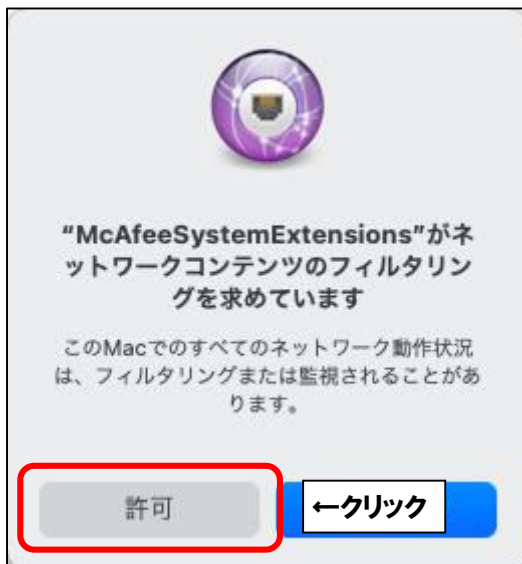 “McAfeeSystemExtensions”がネ
ットワークコンテンツのフィルタリン
グを求めています
このMacでのすべてのネットワーク動作状況
は、フィルタリングまたは監視されることがあ
ります。
許可
←クリック